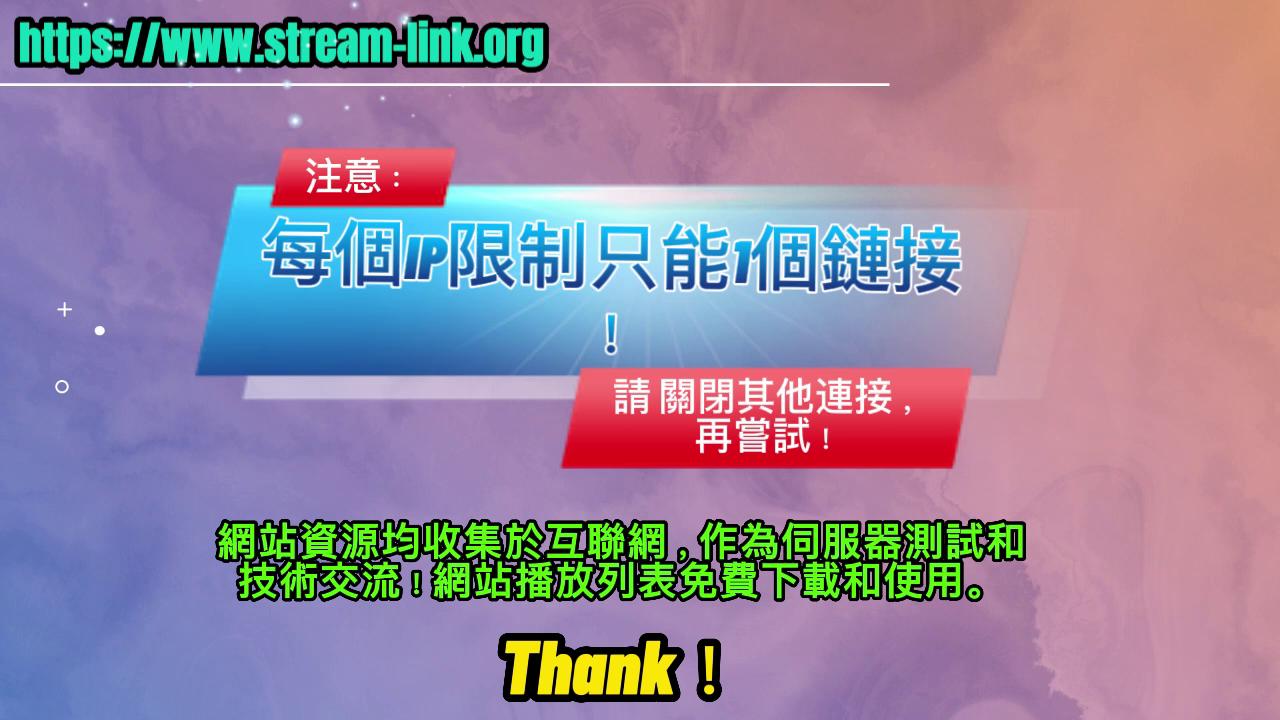 https://www.stream-link.org
注意：
每個IP限制只能1個鏈接
！
請 關閉其他連接，
再嘗試！
網站資源均收集於互聯網，作為伺服器測試和
技術交流！網站播放列表免費下載和使用。
Thank！